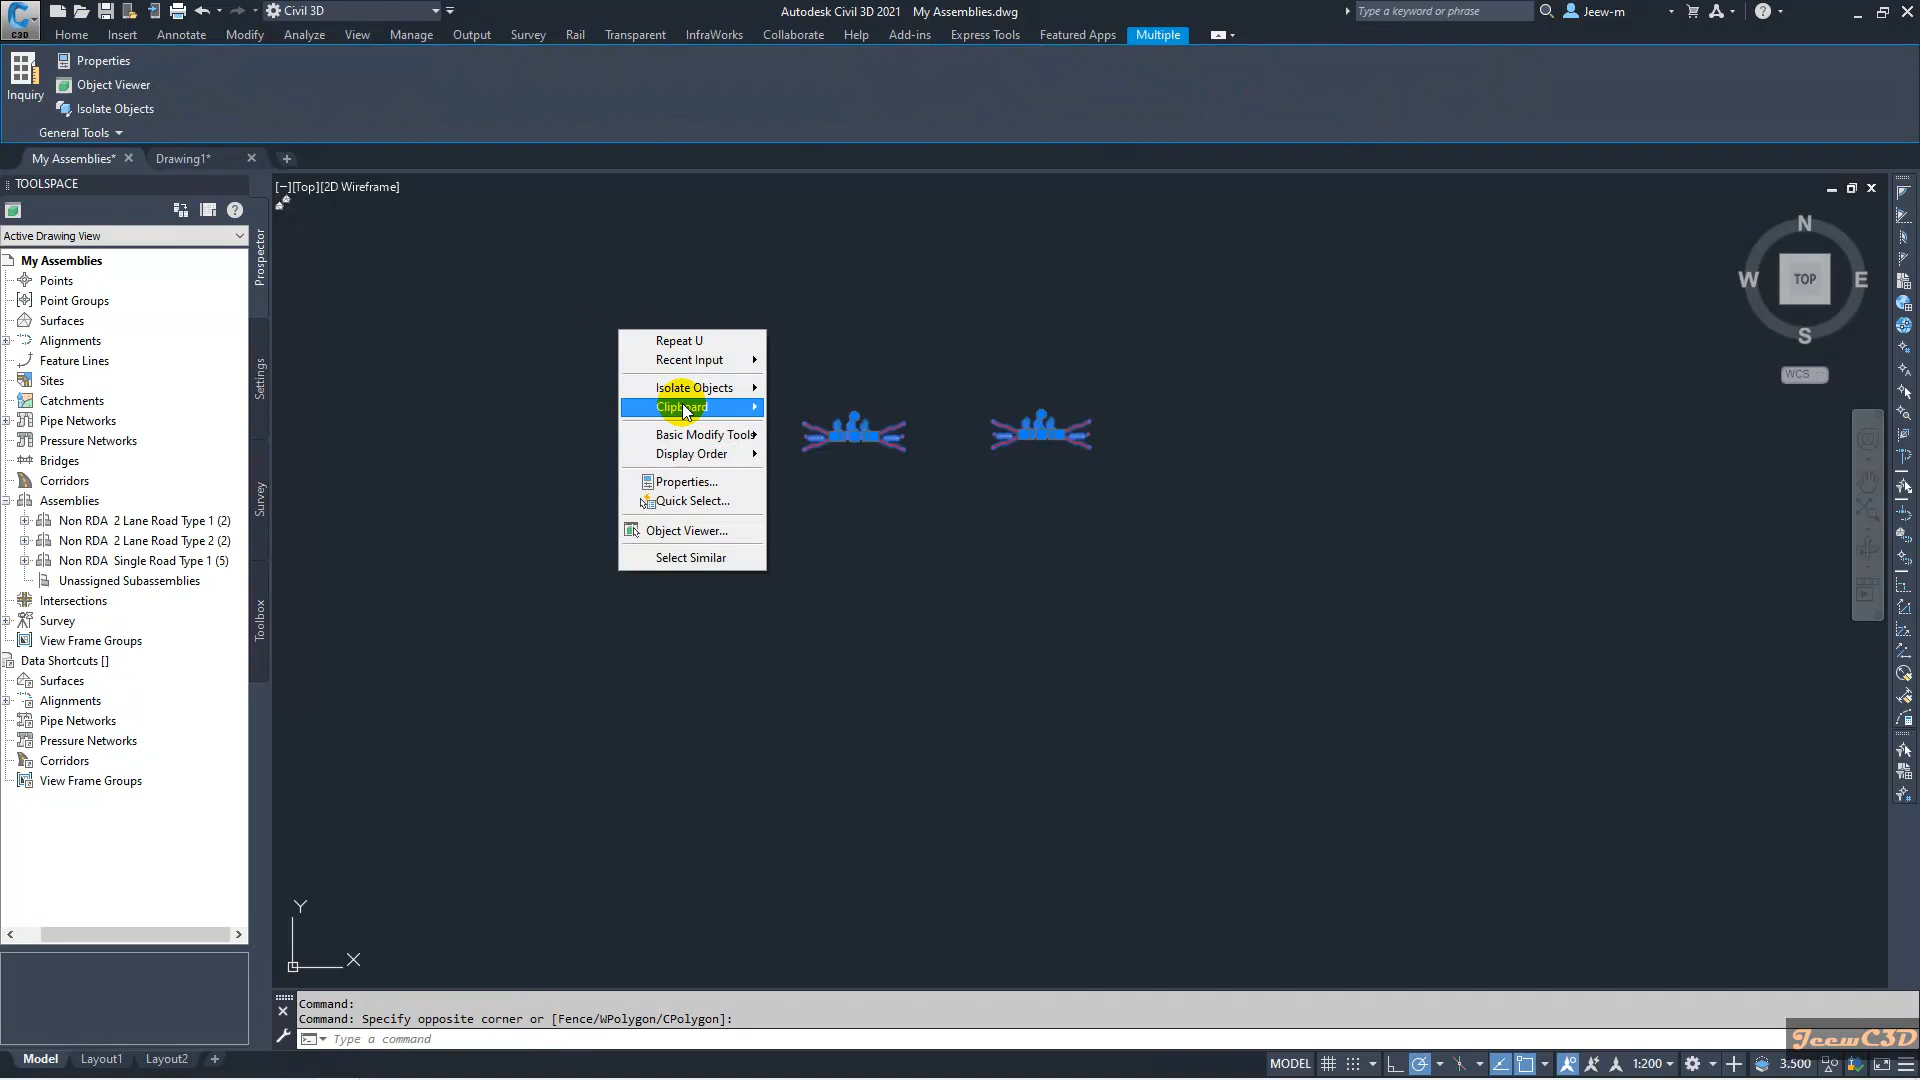 Civil 3D
Autodesk Civil 3D 2021 My Assemblies.dwg
Type a keyword or phrase
Jeew-m
C3D
Home Insert Annotate Modify Analyze View Manage Output Survey Rail Transparent InfraWorks Collaborate Help Add-ins Express Tools Featured Apps Multiple
Inquiry
Properties
Object Viewer
Isolate Objects
General Tools
My Assemblies* Drawing1*
TOOLSPACE
[−][Top][2D Wireframe]
Active Drawing View
My Assemblies
Points
Point Groups
Surfaces
Alignments
Feature Lines
Sites
Catchments
Pipe Networks
Pressure Networks
Bridges
Corridors
Assemblies
Non RDA 2 Lane Road Type 1 (2)
Non RDA 2 Lane Road Type 2 (2)
Non RDA Single Road Type 1 (5)
Unassigned Subassemblies
Intersections
Survey
View Frame Groups
Data Shortcuts []
Surfaces
Alignments
Pipe Networks
Pressure Networks
Corridors
View Frame Groups
Prospector
Settings
Survey
Toolbox
Repeat U
Recent Input
Isolate Objects
Clipboard
Basic Modify Tools
Display Order
Properties...
Quick Select...
Object Viewer...
Select Similar
N
W TOP E
S
WCS
Y
X
Command:
Command: Specify opposite corner or [Fence/WPolygon/CPolygon]:
Type a command
JeewC3D
Model Layout1 Layout2
MODEL 1:200 3.500